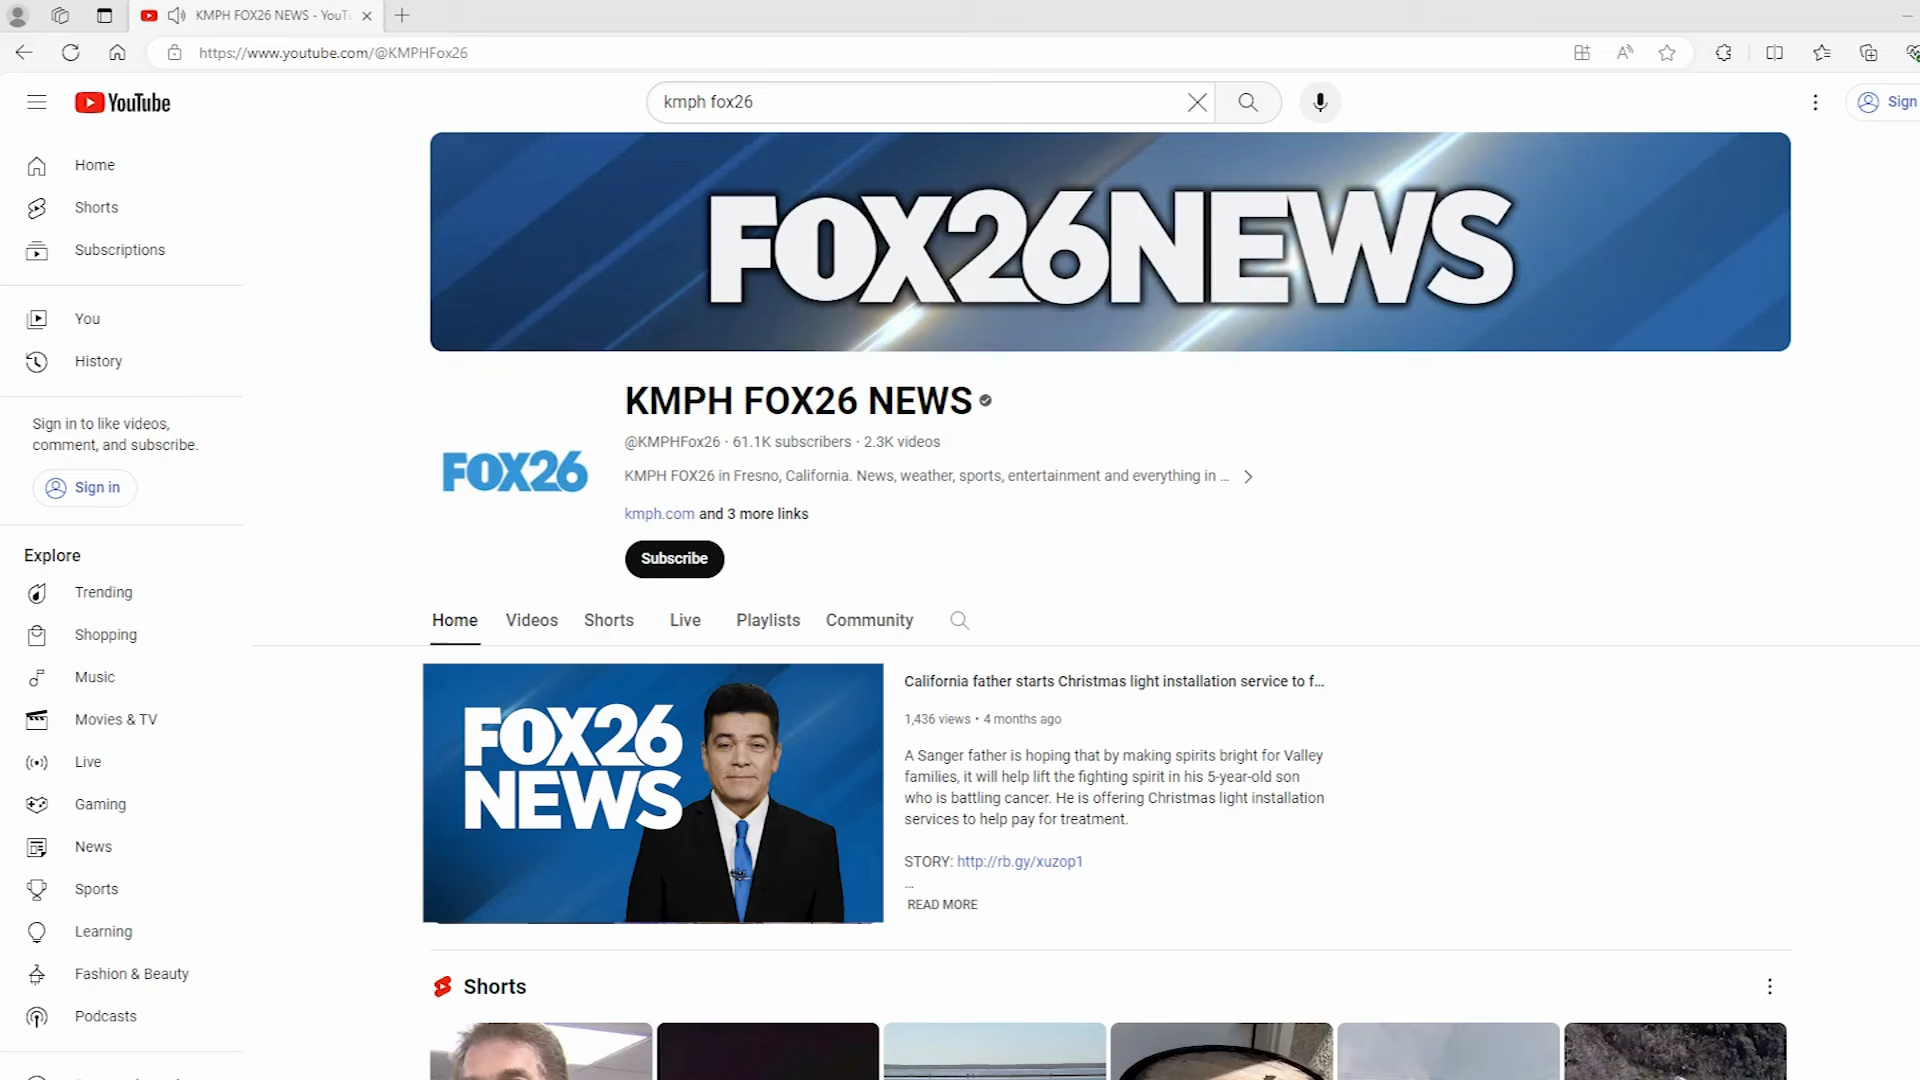 KMPH FOX26 NEWS - YouT
https://www.youtube.com/@KMPHFox26
YouTube
kmph fox26
Sign
Home
Shorts
Subscriptions
You
History
Sign in to like videos,
comment, and subscribe.
Sign in
Explore
Trending
Shopping
Music
Movies & TV
Live
Gaming
News
Sports
Learning
Fashion & Beauty
Podcasts
FOX26NEWS
FOX26
KMPH FOX26 NEWS
@KMPHFox26 · 61.1K subscribers · 2.3K videos
KMPH FOX26 in Fresno, California. News, weather, sports, entertainment and everything in ...
kmph.com and 3 more links
Subscribe
Home Videos Shorts Live Playlists Community
FOX26
NEWS
California father starts Christmas light installation service to f...
1,436 views • 4 months ago
A Sanger father is hoping that by making spirits bright for Valley
families, it will help lift the fighting spirit in his 5-year-old son
who is battling cancer. He is offering Christmas light installation
services to help pay for treatment.
STORY: http://rb.gy/xuzop1
...
READ MORE
Shorts